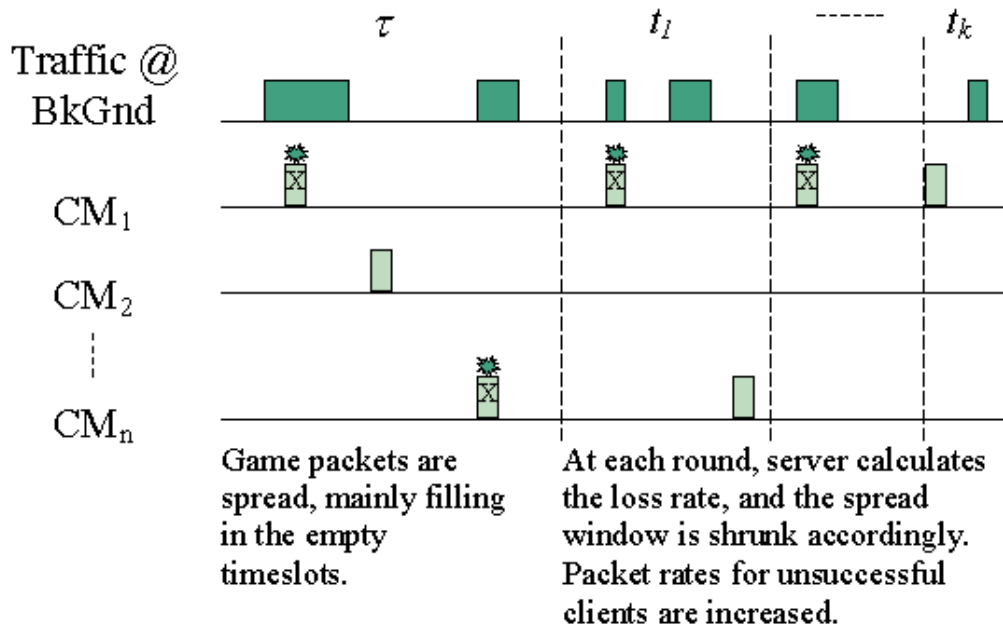 τ t₁ ------ tₖ
Traffic @
BkGnd
X X X
CM₁
CM₂
X
CMₙ
Game packets are
spread, mainly filling
in the empty
timeslots.
At each round, server calculates
the loss rate, and the spread
window is shrunk accordingly.
Packet rates for unsuccessful
clients are increased.